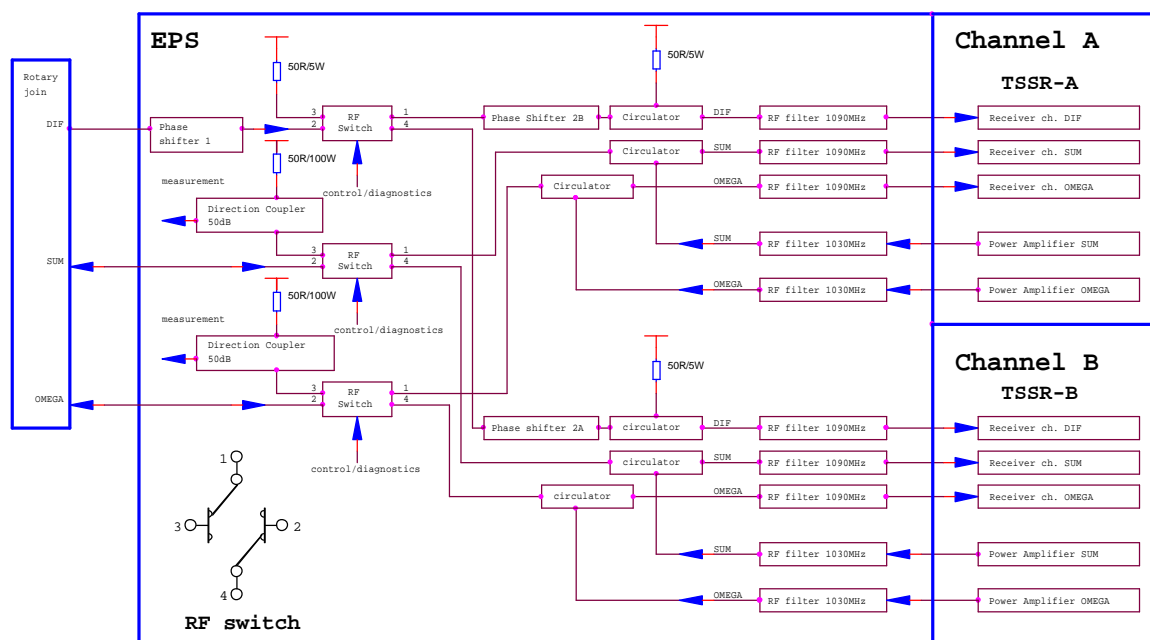 EPS
Channel A
TSSR-A
Rotary
join
DIF
SUM
OMEGA
Phase
shifter 1
50R/5W
3
2
RF
Switch
1
4
control/diagnostics
50R/100W
measurement
Direction Coupler
50dB
3
2
RF
Switch
1
4
control/diagnostics
50R/100W
measurement
Direction Coupler
50dB
3
2
RF
Switch
1
4
control/diagnostics
50R/5W
Phase Shifter 2B
Circulator
DIF
RF filter 1090MHz
Receiver ch. DIF
Circulator
SUM
RF filter 1090MHz
Receiver ch. SUM
Circulator
OMEGA
RF filter 1090MHz
Receiver ch. OMEGA
SUM
RF filter 1030MHz
Power Amplifier SUM
OMEGA
RF filter 1030MHz
Power Amplifier OMEGA
Channel B
TSSR-B
50R/5W
Phase shifter 2A
circulator
DIF
RF filter 1090MHz
Receiver ch. DIF
circulator
SUM
RF filter 1090MHz
Receiver ch. SUM
circulator
OMEGA
RF filter 1090MHz
Receiver ch. OMEGA
SUM
RF filter 1030MHz
Power Amplifier SUM
OMEGA
RF filter 1030MHz
Power Amplifier OMEGA
1
3
2
4
RF switch